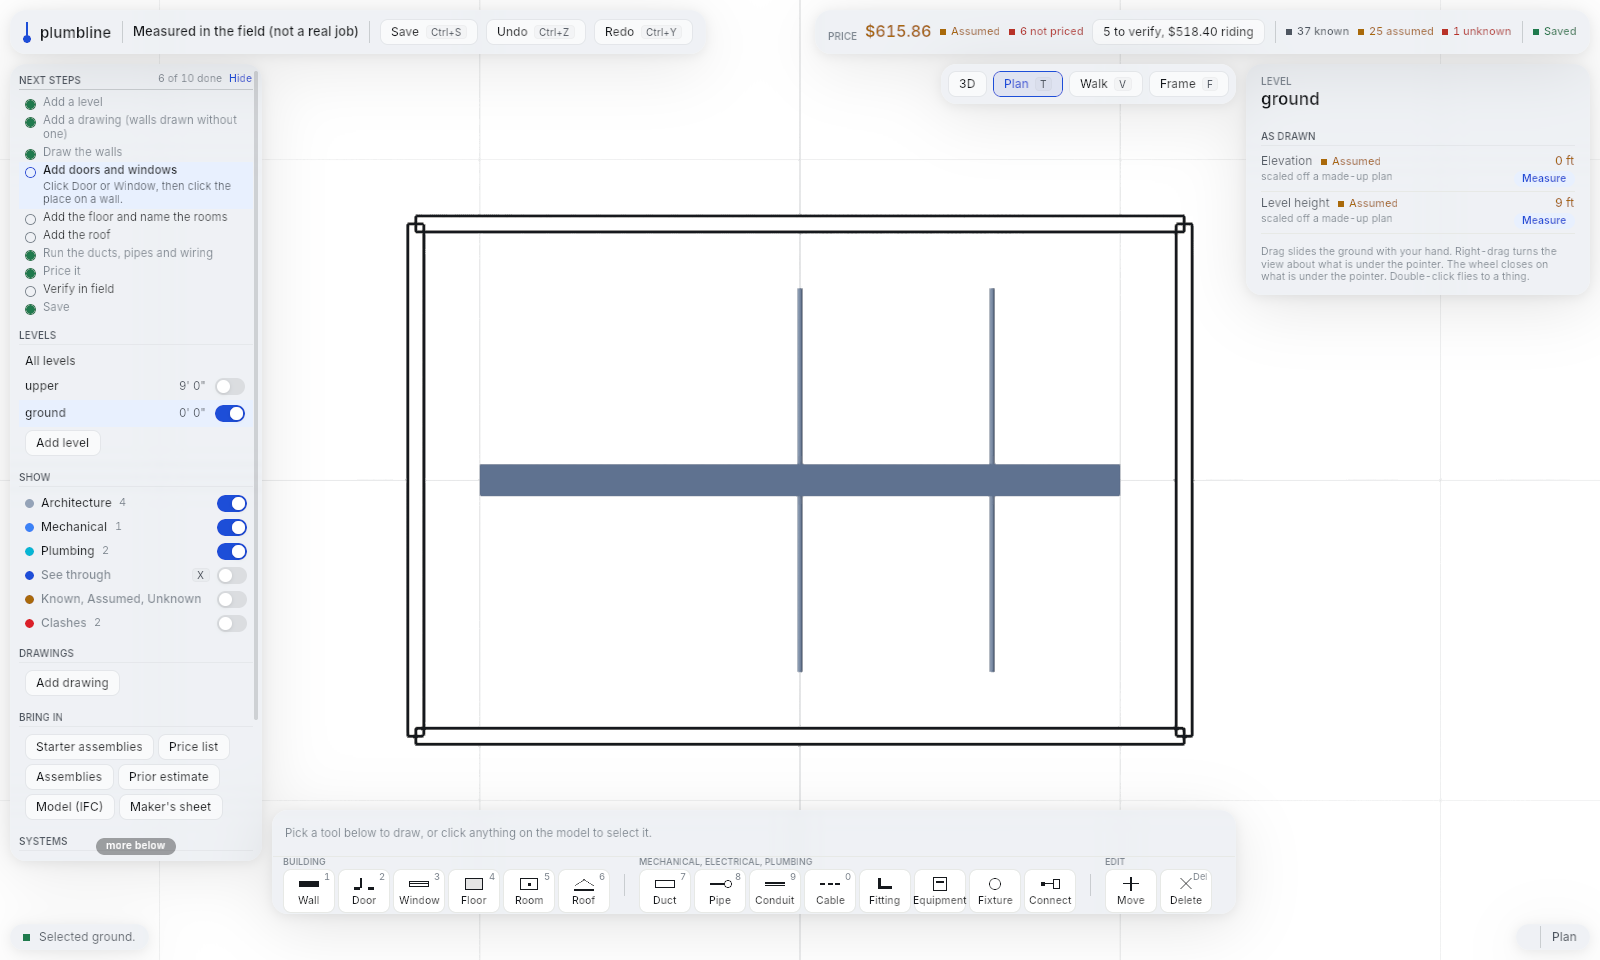 plumbline
Measured in the field (not a real job)
Save Ctrl+S
Undo Ctrl+Z
Redo Ctrl+Y
PRICE $615.86 Assumed 6 not priced
5 to verify, $518.40 riding
37 known 25 assumed 1 unknown
Saved
3D
Plan T
Walk V
Frame F
NEXT STEPS 6 of 10 done Hide
Add a level
Add a drawing (walls drawn without
one)
Draw the walls
Add doors and windows
Click Door or Window, then click the
place on a wall.
Add the floor and name the rooms
Add the roof
Run the ducts, pipes and wiring
Price it
Verify in field
Save
LEVELS
All levels
upper 9' 0"
ground 0' 0"
Add level
SHOW
Architecture 4
Mechanical 1
Plumbing 2
See through X
Known, Assumed, Unknown
Clashes 2
DRAWINGS
Add drawing
BRING IN
Starter assemblies Price list
Assemblies Prior estimate
Model (IFC) Maker's sheet
SYSTEMS
more below
LEVEL
ground
AS DRAWN
Elevation Assumed 0 ft
scaled off a made-up plan Measure
Level height Assumed 9 ft
scaled off a made-up plan Measure
Drag slides the ground with your hand. Right-drag turns the
view about what is under the pointer. The wheel closes on
what is under the pointer. Double-click flies to a thing.
Pick a tool below to draw, or click anything on the model to select it.
BUILDING
1 Wall
2 Door
3 Window
4 Floor
5 Room
6 Roof
MECHANICAL, ELECTRICAL, PLUMBING
7 Duct
8 Pipe
9 Conduit
0 Cable
Fitting
Equipment
Fixture
Connect
EDIT
Move
Del Delete
Selected ground.
Plan